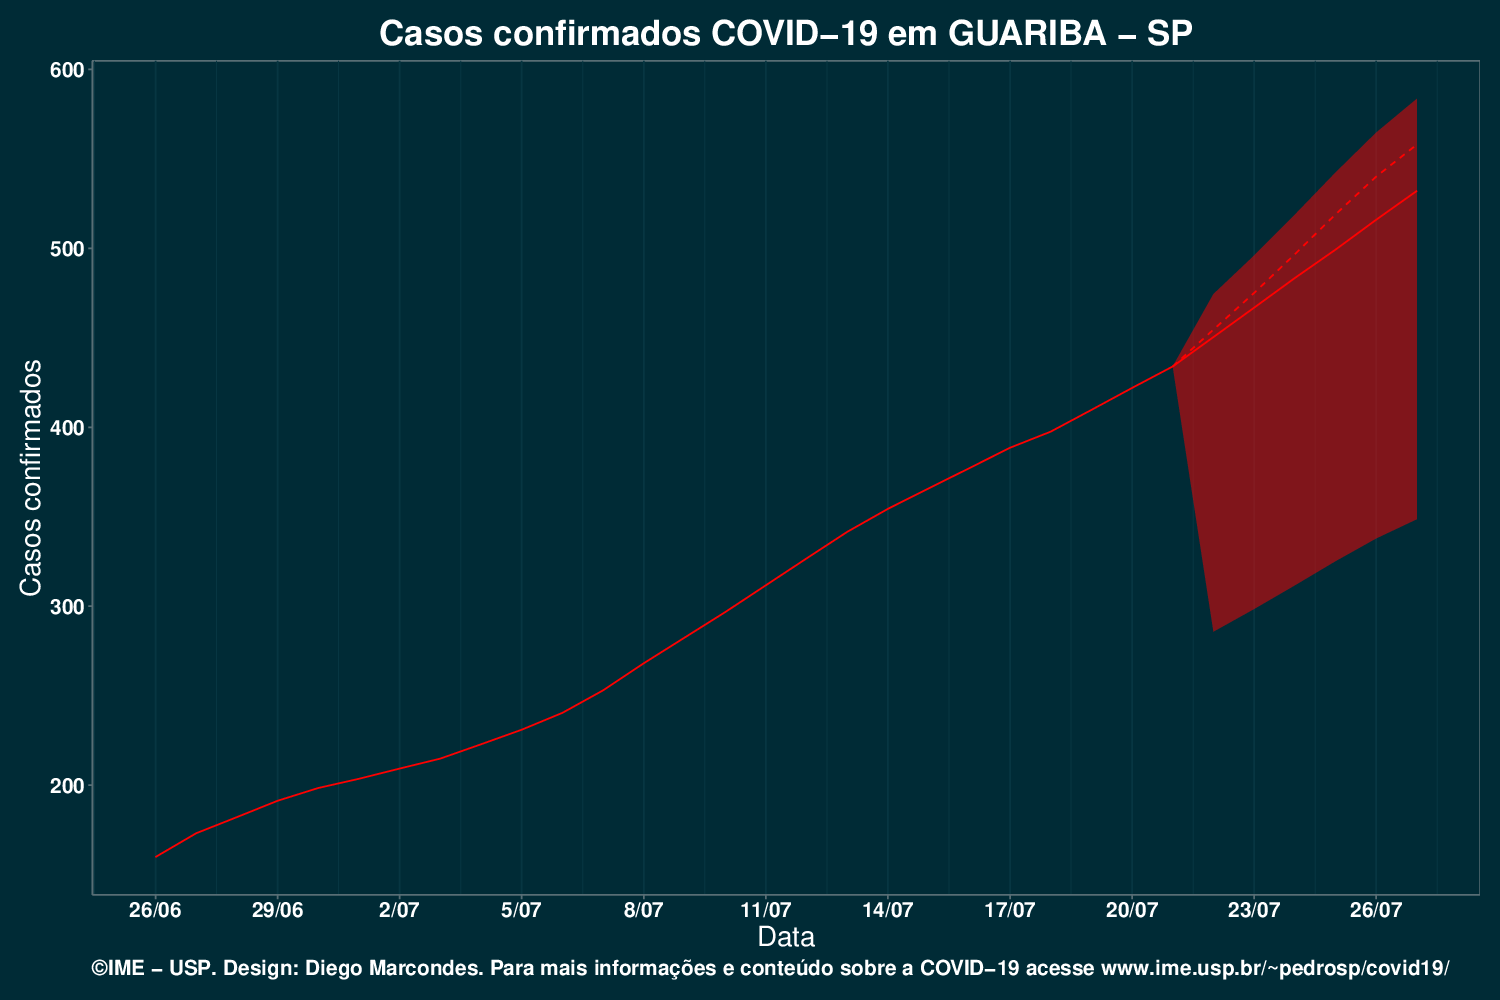 Casos confirmados COVID−19 em GUARIBA − SP
600
500
400
300
200
Casos confirmados
26/06 29/06 2/07 5/07 8/07 11/07 14/07 17/07 20/07 23/07 26/07
Data
©IME − USP. Design: Diego Marcondes. Para mais informações e conteúdo sobre a COVID−19 acesse www.ime.usp.br/~pedrosp/covid19/